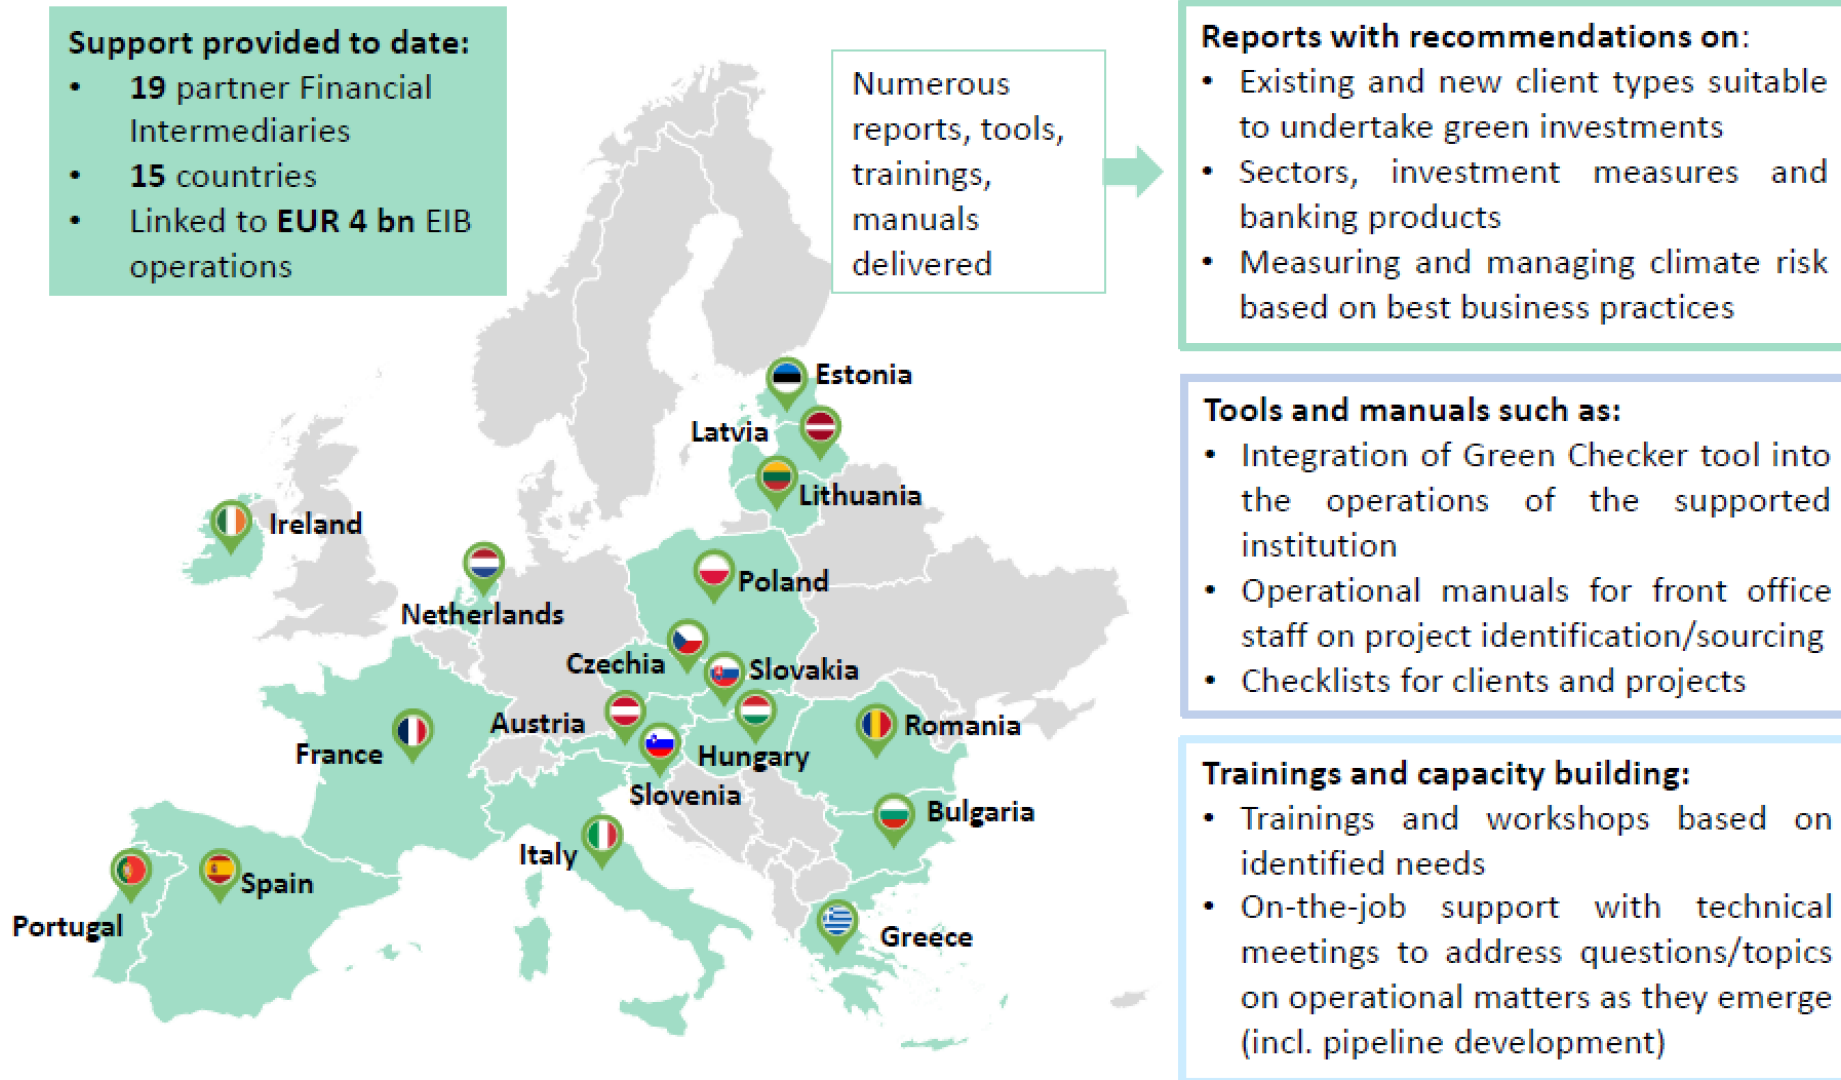 Support provided to date:
• 19 partner Financial
Intermediaries
• 15 countries
• Linked to EUR 4 bn EIB
operations
Numerous
reports, tools,
trainings,
manuals
delivered
Reports with recommendations on:
• Existing and new client types suitable
to undertake green investments
• Sectors, investment measures and
banking products
• Measuring and managing climate risk
based on best business practices
Tools and manuals such as:
• Integration of Green Checker tool into
the operations of the supported
institution
• Operational manuals for front office
staff on project identification/sourcing
• Checklists for clients and projects
Trainings and capacity building:
• Trainings and workshops based on
identified needs
• On-the-job support with technical
meetings to address questions/topics
on operational matters as they emerge
(incl. pipeline development)
Estonia
Latvia
Lithuania
Ireland
Netherlands
Poland
Czechia
Slovakia
Austria
Romania
France
Hungary
Slovenia
Bulgaria
Italy
Spain
Portugal
Greece